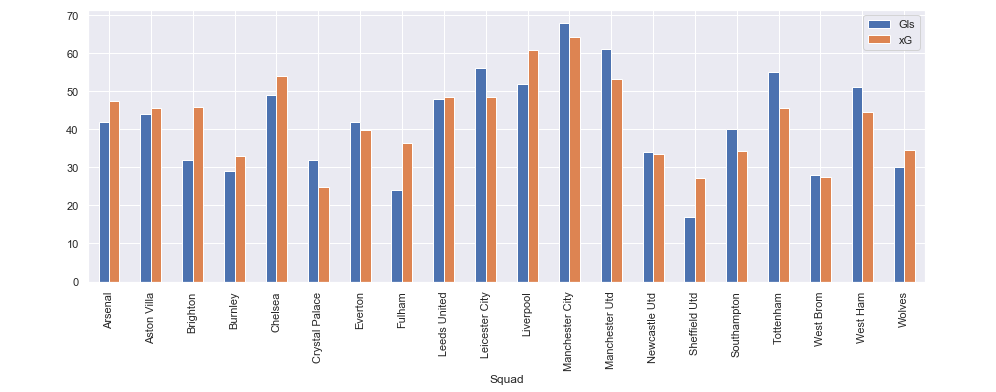 Gls
xG
70
60
50
40
30
20
10
0
Arsenal
Aston Villa
Brighton
Burnley
Chelsea
Crystal Palace
Everton
Fulham
Leeds United
Leicester City
Liverpool
Manchester City
Manchester Utd
Newcastle Utd
Sheffield Utd
Southampton
Tottenham
West Brom
West Ham
Wolves
Squad